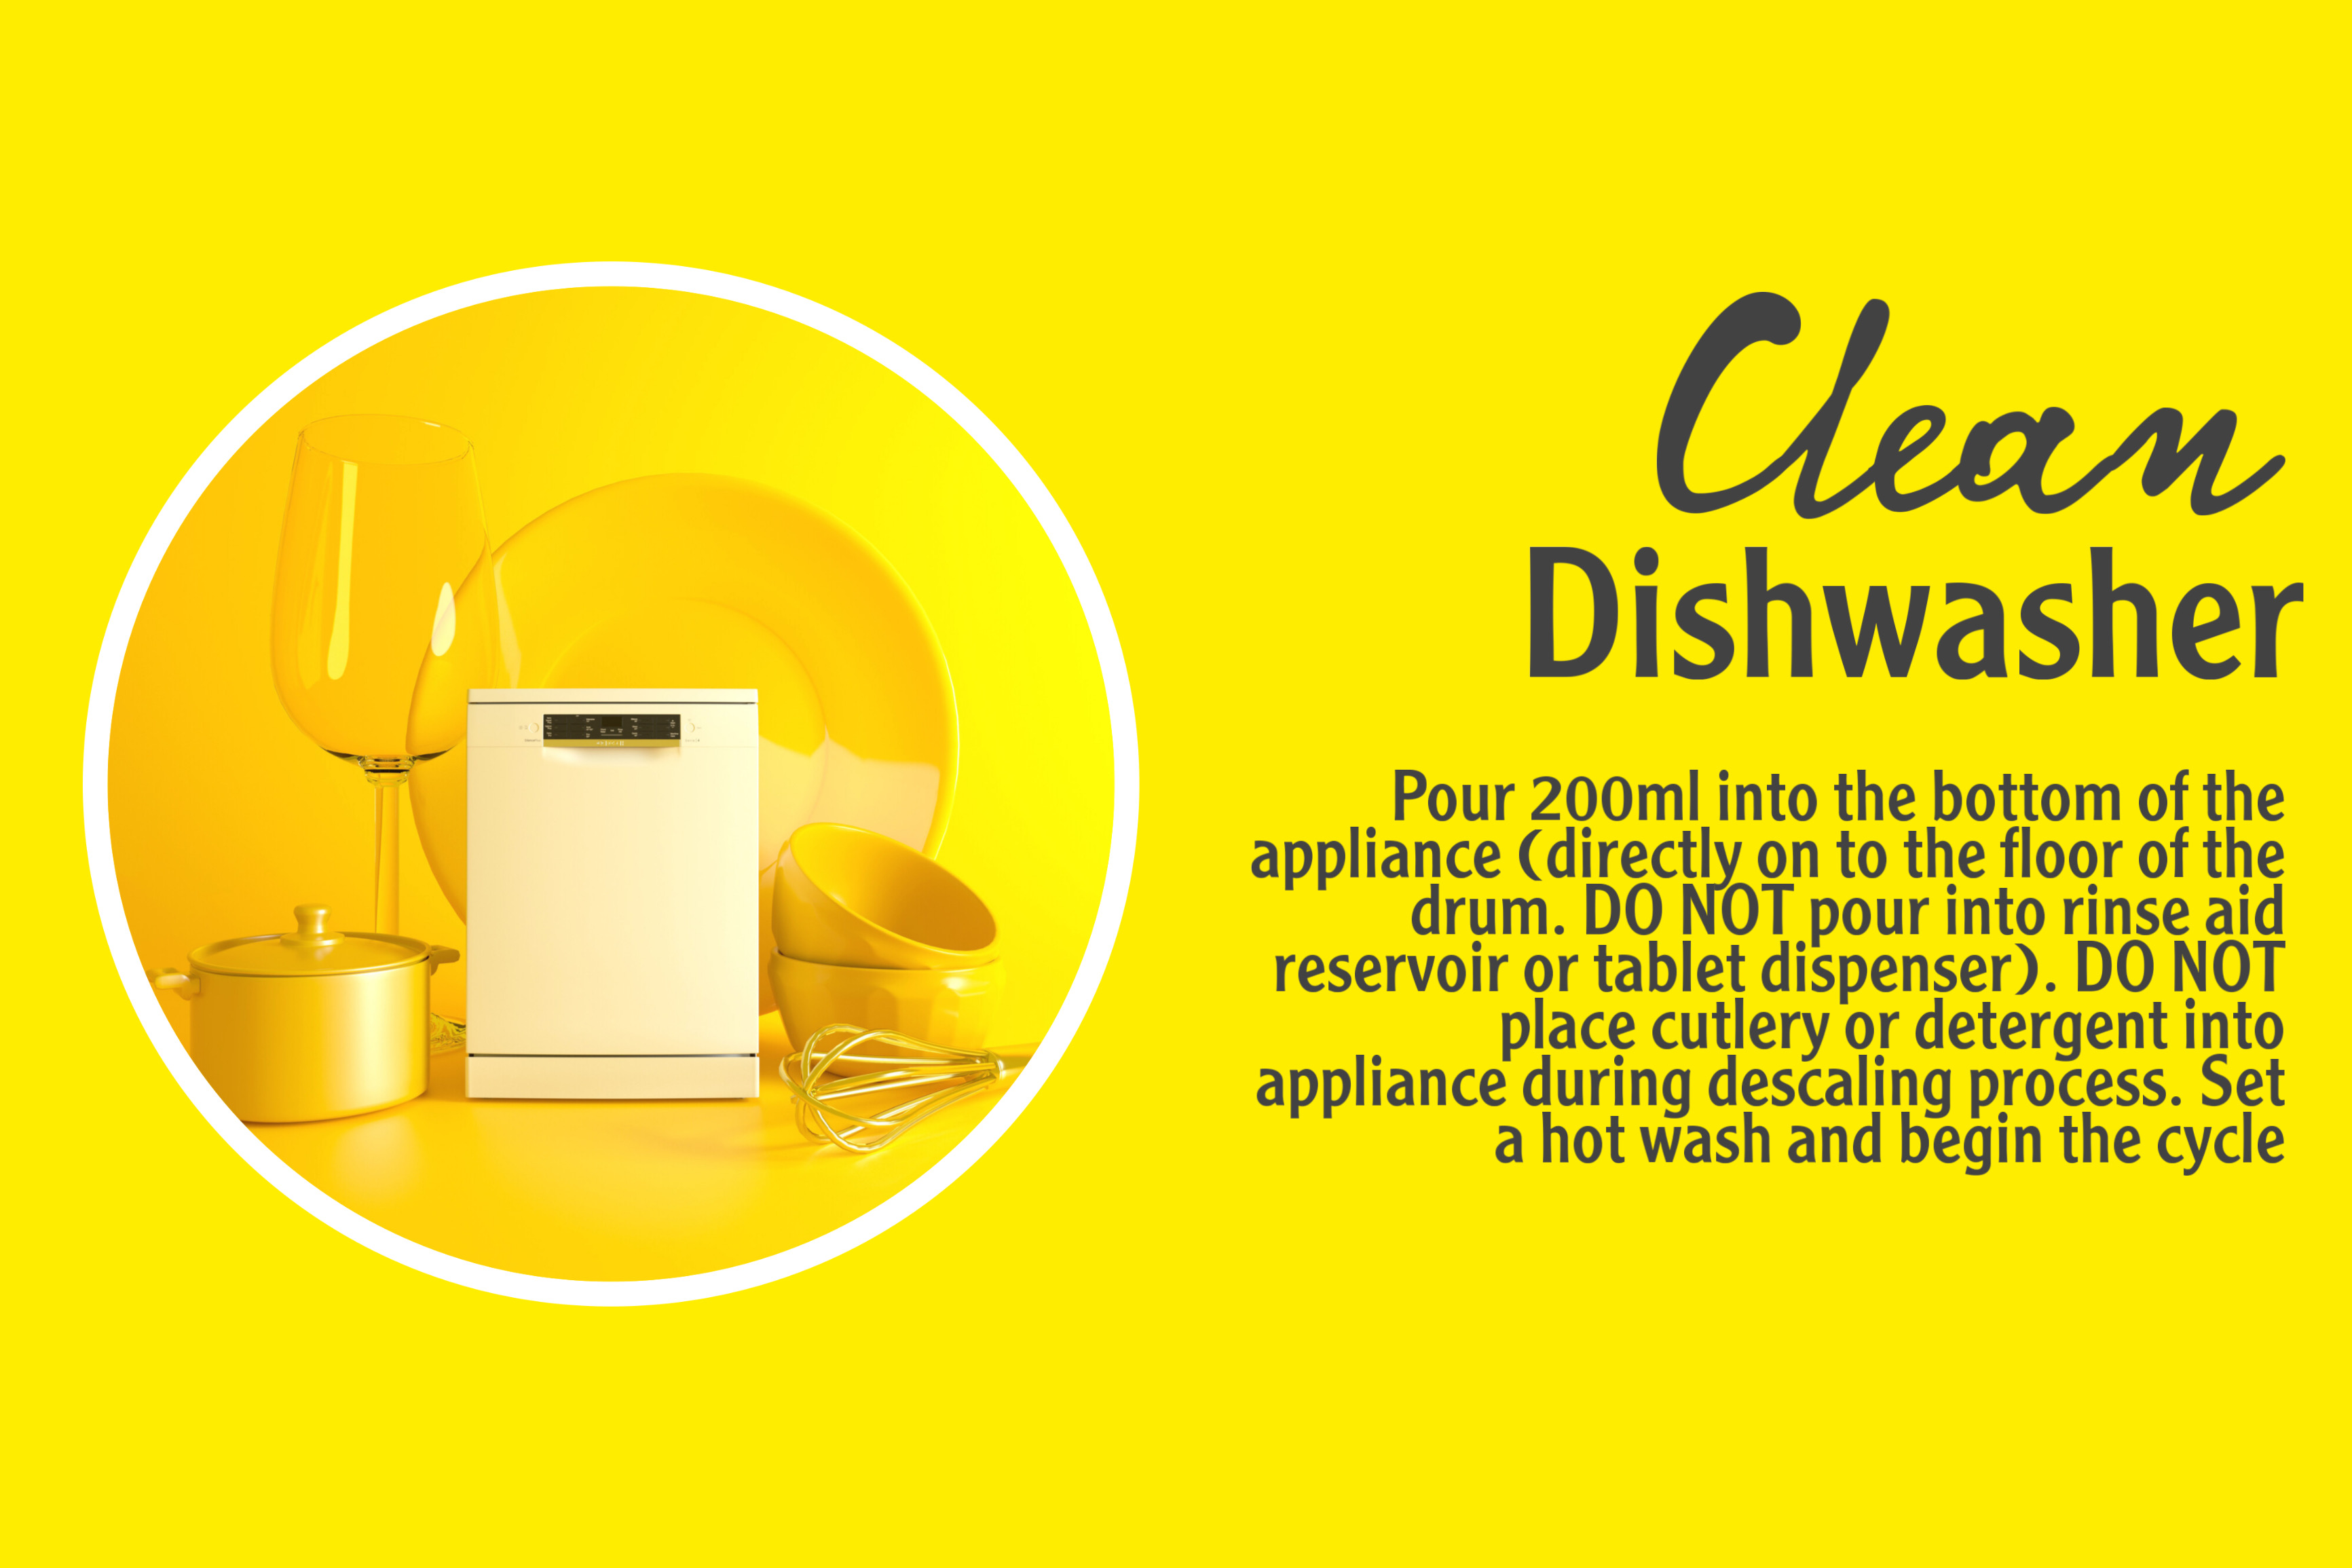 Clean
Dishwasher
Pour 200ml into the bottom of the
appliance (directly on to the floor of the
drum. DO NOT pour into rinse aid
reservoir or tablet dispenser). DO NOT
place cutlery or detergent into
appliance during descaling process. Set
a hot wash and begin the cycle